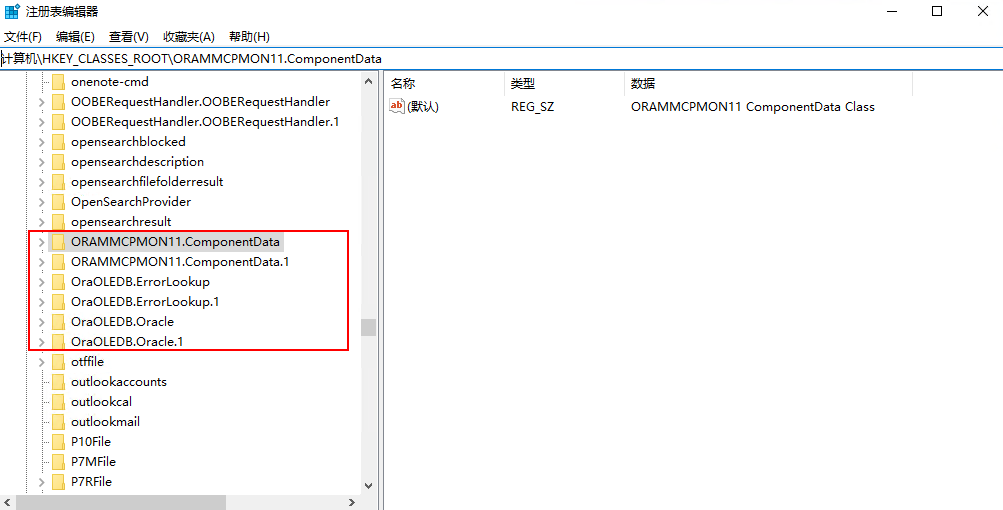 注册表编辑器
文件(F) 编辑(E) 查看(V) 收藏夹(A) 帮助(H)
计算机\HKEY_CLASSES_ROOT\ORAMMCPMON11.ComponentData
onenote-cmd
OOBERequestHandler.OOBERequestHandler
OOBERequestHandler.OOBERequestHandler.1
opensearchblocked
opensearchdescription
opensearchfilefolderresult
OpenSearchProvider
opensearchresult
ORAMMCPMON11.ComponentData
ORAMMCPMON11.ComponentData.1
OraOLEDB.ErrorLookup
OraOLEDB.ErrorLookup.1
OraOLEDB.Oracle
OraOLEDB.Oracle.1
otffile
outlookaccounts
outlookcal
outlookmail
P10File
P7MFile
P7RFile
名称 类型 数据
ab (默认) REG_SZ ORAMMCPMON11 ComponentData Class